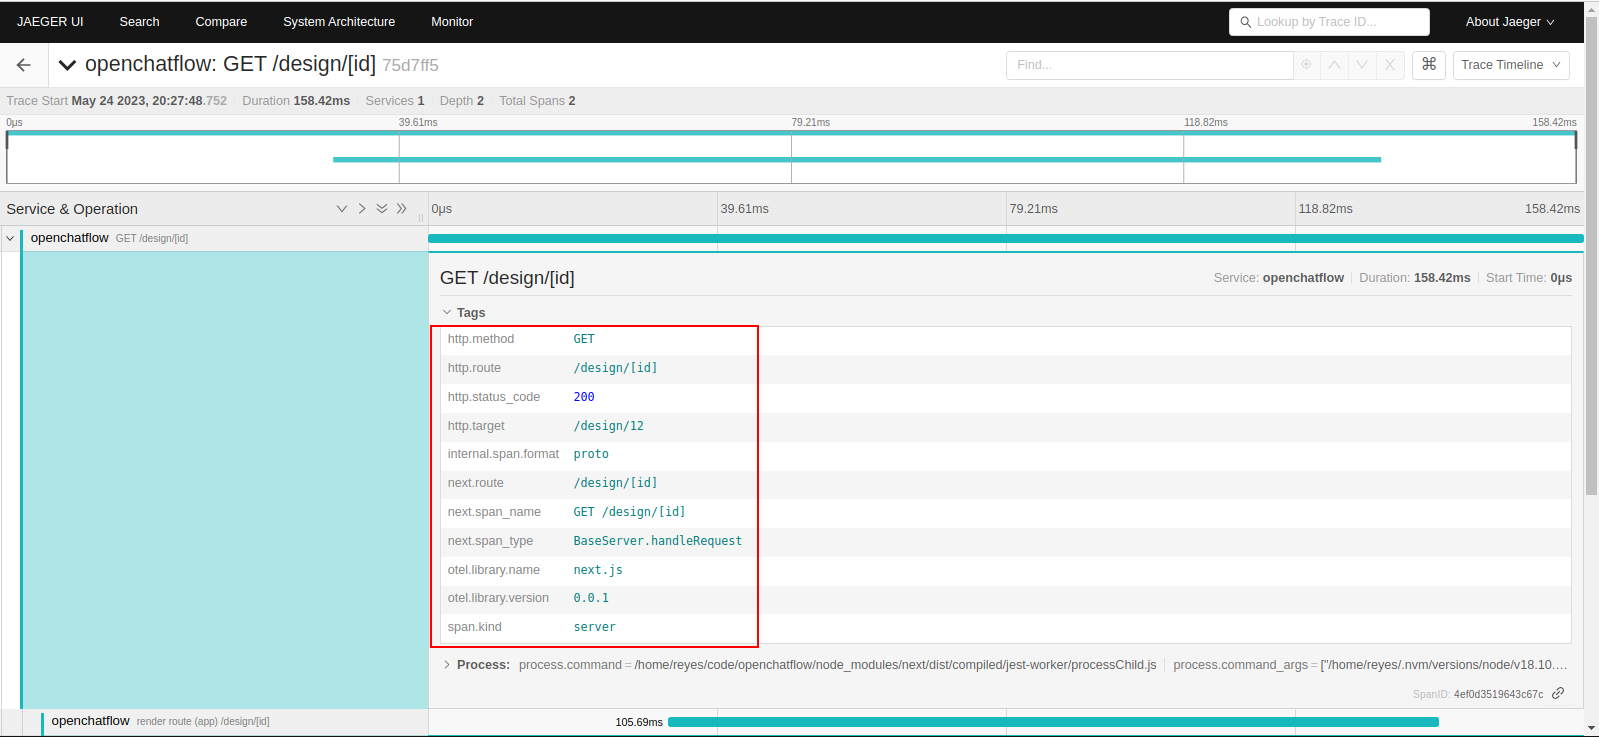 JAEGER UI Search Compare System Architecture Monitor Lookup by Trace ID... About Jaeger
openchatflow: GET /design/[id] 75d7ff5 Find... ⌘ Trace Timeline
Trace Start May 24 2023, 20:27:48.752 Duration 158.42ms Services 1 Depth 2 Total Spans 2
0μs 39.61ms 79.21ms 118.82ms 158.42ms
Service & Operation 0μs 39.61ms 79.21ms 118.82ms 158.42ms
openchatflow GET /design/[id]
GET /design/[id] Service: openchatflow Duration: 158.42ms Start Time: 0μs
Tags
http.method GET
http.route /design/[id]
http.status_code 200
http.target /design/12
internal.span.format proto
next.route /design/[id]
next.span_name GET /design/[id]
next.span_type BaseServer.handleRequest
otel.library.name next.js
otel.library.version 0.0.1
span.kind server
Process: process.command = /home/reyes/code/openchatflow/node_modules/next/dist/compiled/jest-worker/processChild.js process.command_args = ["/home/reyes/.nvm/versions/node/v18.10....
SpanID: 4ef0d3519643c67c
openchatflow render route (app) /design/[id] 105.69ms